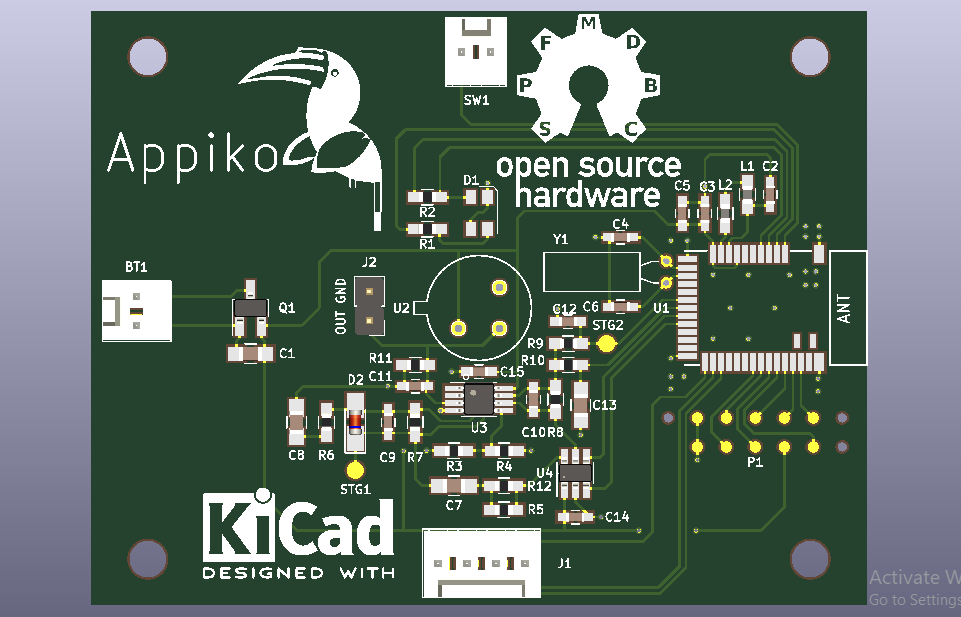 M
F
D
P
B
S
C
SW1
Appiko
open source
hardware
D1
R2
R1
C5
C3
L2
L1
C2
C4
Y1
BT1
J2
OUT GND
U2
Q1
C1
C6
U1
ANT
C12
STG2
R9
R10
R11
C11
C15
D2
U3
C10
R8
C13
C8
R6
C9
R7
STG1
R3
R4
U4
R12
C7
R5
C14
P1
KiCad
DESIGNED WITH
J1
Activate W
Go to Settings